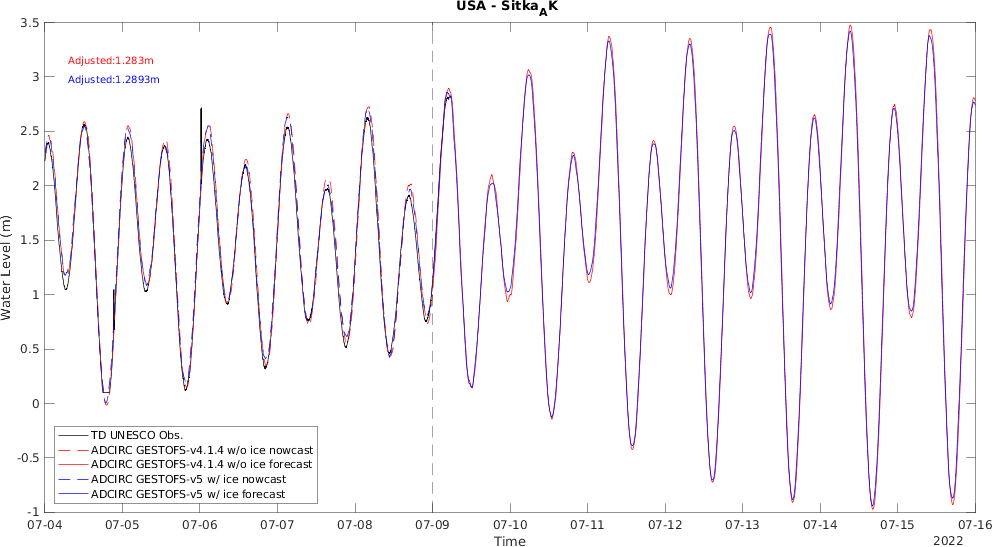 USA - Sitka_AK
3.5
3
2.5
2
1.5
1
0.5
0
-0.5
-1
Water Level (m)
Adjusted:1.283m
Adjusted:1.2893m
TD UNESCO Obs.
ADCIRC GESTOFS-v4.1.4 w/o ice nowcast
ADCIRC GESTOFS-v4.1.4 w/o ice forecast
ADCIRC GESTOFS-v5 w/ ice nowcast
ADCIRC GESTOFS-v5 w/ ice forecast
07-04 07-05 07-06 07-07 07-08 07-09 07-10 07-11 07-12 07-13 07-14 07-15 07-16
Time
2022